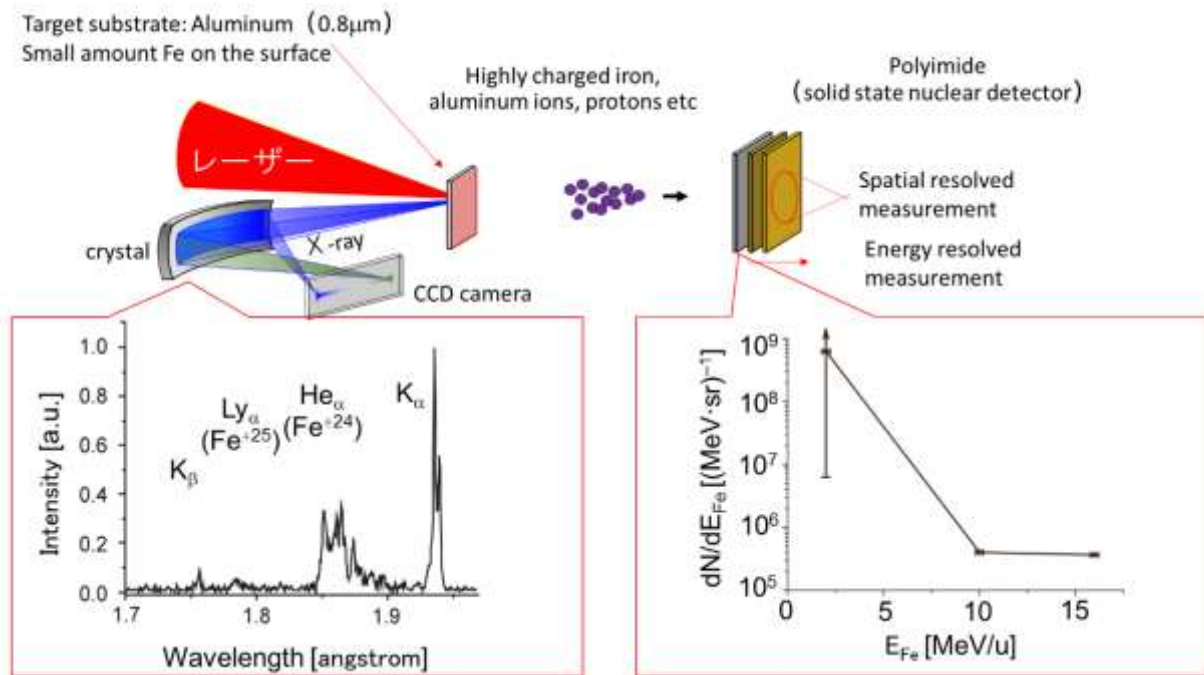 Target substrate: Aluminum (0.8μm)
Small amount Fe on the surface
Highly charged iron,
aluminum ions, protons etc
Polyimide
(solid state nuclear detector)
レーザー
Spatial resolved
measurement
crystal
X-ray
Energy resolved
measurement
CCD camera
1.0
0.8
0.6
0.4
0.2
0.0
Intensity [a.u.]
Kβ
Lyα
(Fe+25)
Heα
(Fe+24)
Kα
1.7
1.8
1.9
Wavelength [angstrom]
10⁹
10⁸
10⁷
10⁶
10⁵
dN/dE_Fe [(MeV·sr)⁻¹]
0
5
10
15
E_Fe [MeV/u]